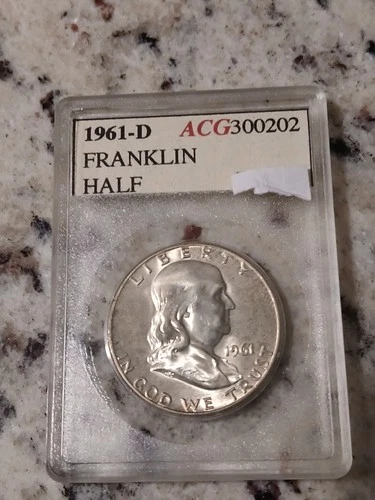 1961-D ACG300202
FRANKLIN
HALF
LIBERTY
1961
IN GOD WE TRUST